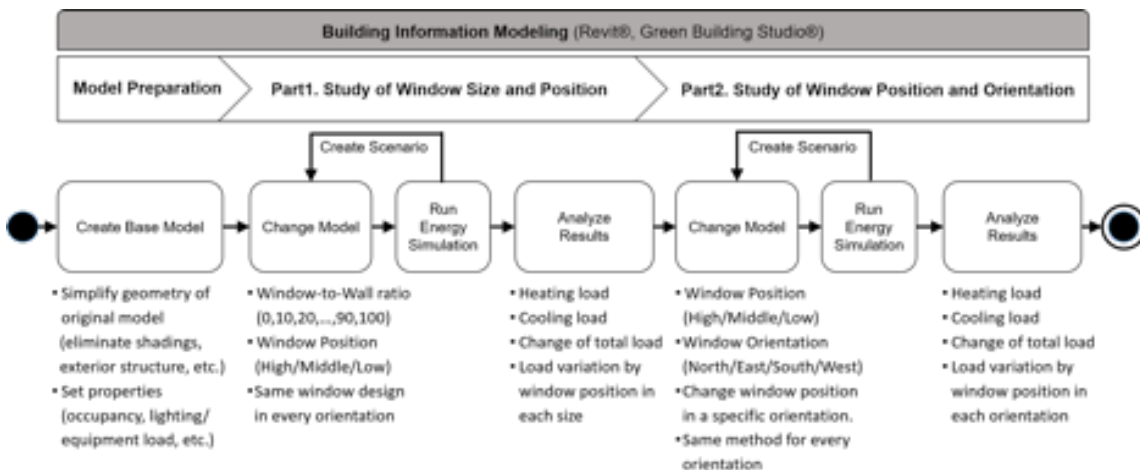 Building Information Modeling (Revit®, Green Building Studio®)
Model Preparation
Part1. Study of Window Size and Position
Part2. Study of Window Position and Orientation
Create Scenario
Create Scenario
Create Base Model
Change Model
Run
Energy
Simulation
Analyze
Results
Change Model
Run
Energy
Simulation
Analyze
Results
• Simplify geometry of
original model
(eliminate shadings,
exterior structure, etc.)
• Set properties
(occupancy, lighting/
equipment load, etc.)
• Window-to-Wall ratio
(0,10,20,...,90,100)
• Window Position
(High/Middle/Low)
• Same window design
in every orientation
• Heating load
• Cooling load
• Change of total load
• Load variation by
window position in
each size
• Window Position
(High/Middle/Low)
• Window Orientation
(North/East/South/West)
• Change window position
in a specific orientation.
• Same method for every
orientation
• Heating load
• Cooling load
• Change of total load
• Load variation by
window position in
each orientation